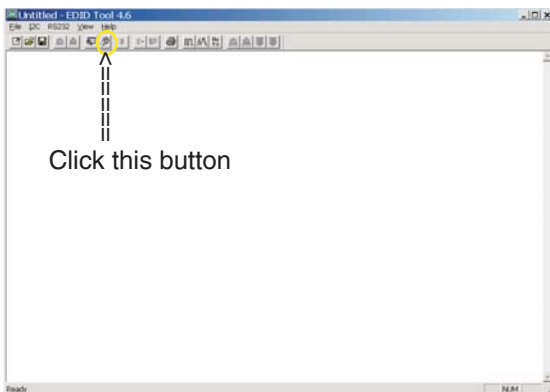 Untitled - EDID Tool 4.6
File I2C RS232 View Help
Click this button
Ready NUM